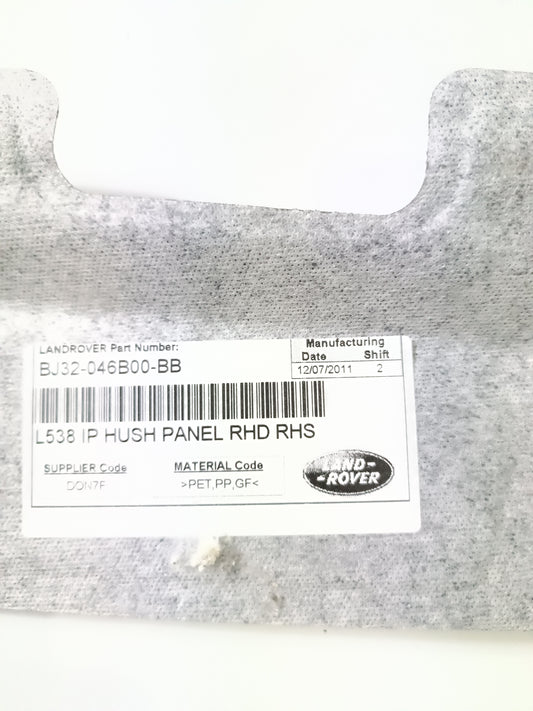 LANDROVER Part Number:
BJ32-046B00-BB
Manufacturing
Date Shift
12/07/2011 2
L538 IP HUSH PANEL RHD RHS
SUPPLIER Code
DON7F
MATERIAL Code
>PET,PP,GF<
LAND-
-ROVER